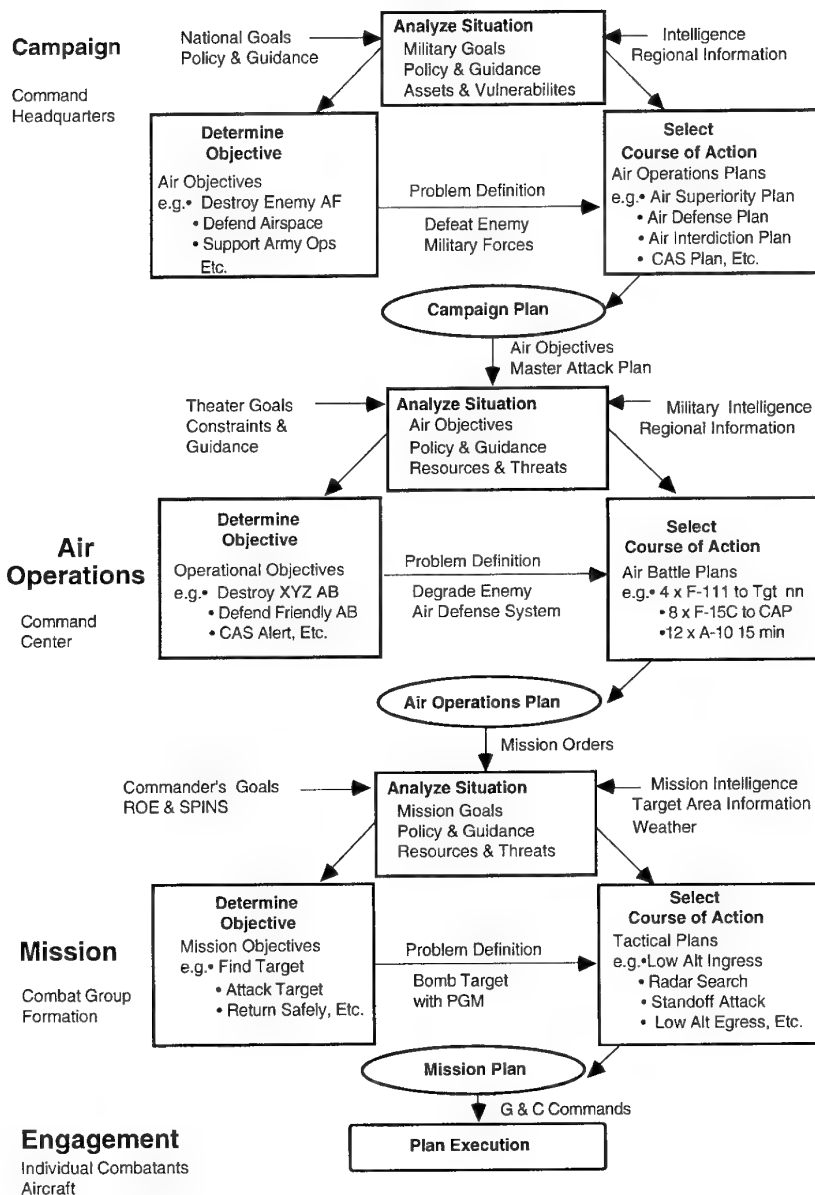 Campaign
Command
Headquarters
National Goals
Policy & Guidance
Analyze Situation
Military Goals
Policy & Guidance
Assets & Vulnerabilites
Intelligence
Regional Information
Determine
Objective
Air Objectives
e.g.• Destroy Enemy AF
• Defend Airspace
• Support Army Ops
Etc.
Problem Definition
Defeat Enemy
Military Forces
Select
Course of Action
Air Operations Plans
e.g.• Air Superiority Plan
• Air Defense Plan
• Air Interdiction Plan
• CAS Plan, Etc.
Campaign Plan
Air Objectives
Master Attack Plan
Theater Goals
Constraints &
Guidance
Analyze Situation
Air Objectives
Policy & Guidance
Resources & Threats
Military Intelligence
Regional Information
Air
Operations
Command
Center
Determine
Objective
Operational Objectives
e.g.• Destroy XYZ AB
• Defend Friendly AB
• CAS Alert, Etc.
Problem Definition
Degrade Enemy
Air Defense System
Select
Course of Action
Air Battle Plans
e.g.• 4 x F-111 to Tgt nn
• 8 x F-15C to CAP
•12 x A-10 15 min
Air Operations Plan
Mission Orders
Commander's Goals
ROE & SPINS
Analyze Situation
Mission Goals
Policy & Guidance
Resources & Threats
Mission Intelligence
Target Area Information
Weather
Mission
Combat Group
Formation
Determine
Objective
Mission Objectives
e.g.• Find Target
• Attack Target
• Return Safely, Etc.
Problem Definition
Bomb Target
with PGM
Select
Course of Action
Tactical Plans
e.g.•Low Alt Ingress
• Radar Search
• Standoff Attack
• Low Alt Egress, Etc.
Mission Plan
G & C Commands
Engagement
Individual Combatants
Aircraft
Plan Execution